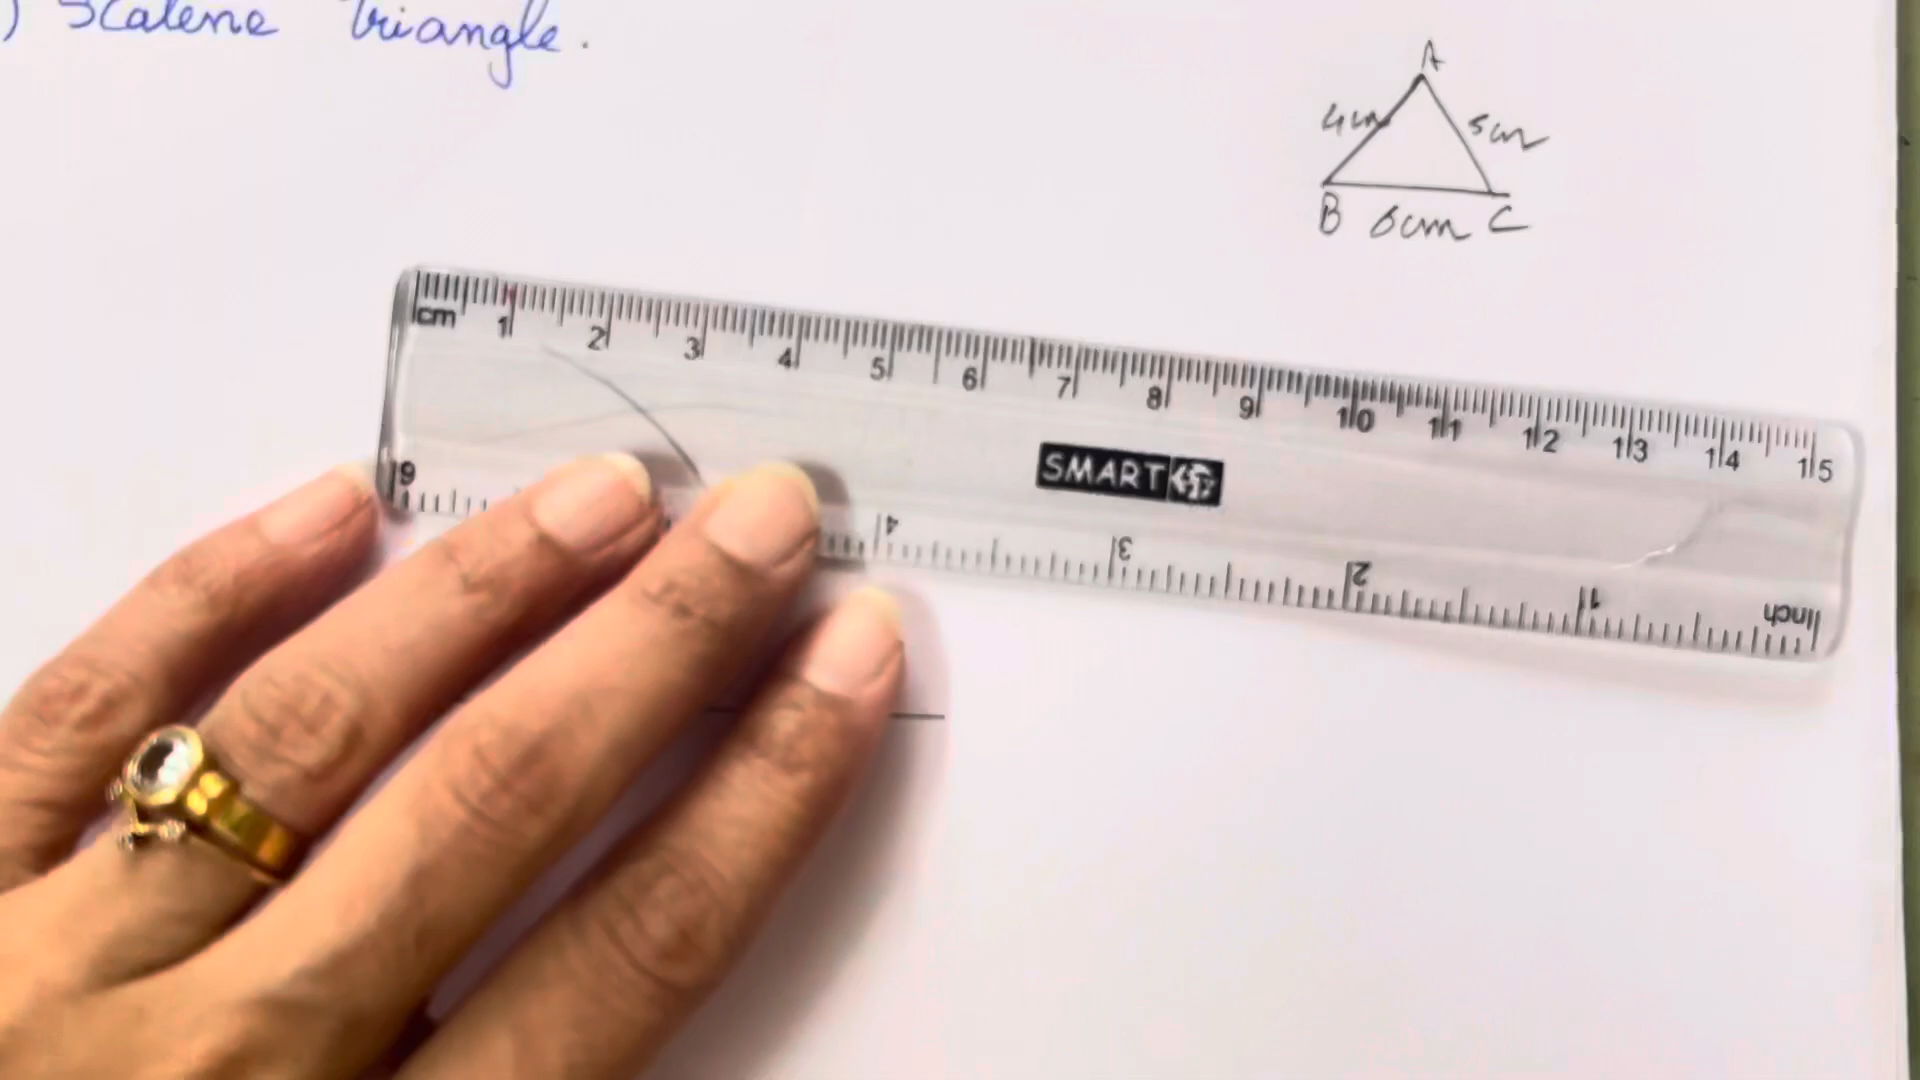 ) Scalene triangle.
A
4cm 5cm
B 6cm C
cm 1 2 3 4 5 6 7 8 9 10 11 12 13 14 15
SMART
6 4 3 2 1 Inch